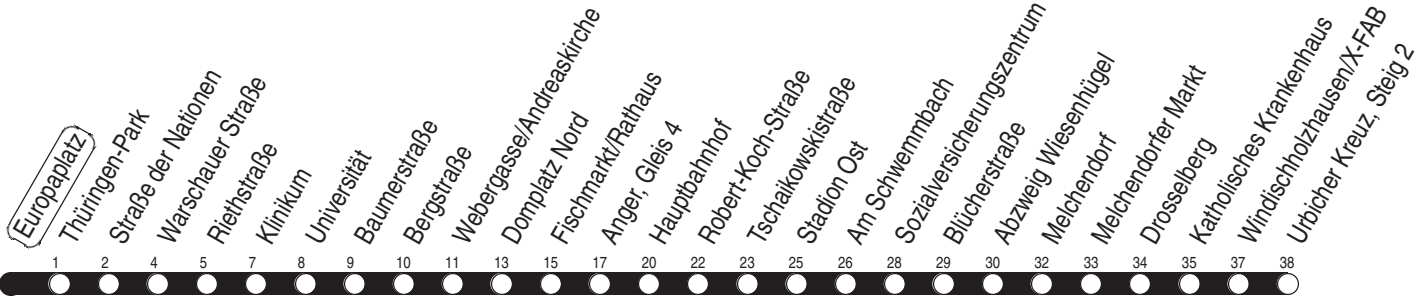 Europaplatz
Thüringen-Park
Straße der Nationen
Warschauer Straße
Riethstraße
Klinikum
Universität
Baumerstraße
Bergstraße
Webergasse/Andreaskirche
Domplatz Nord
Fischmarkt/Rathaus
Anger, Gleis 4
Hauptbahnhof
Robert-Koch-Straße
Tschaikowskistraße
Stadion Ost
Am Schwemmbach
Sozialversicherungszentrum
Blücherstraße
Abzweig Wiesenhügel
Melchendorf
Melchendorfer Markt
Drosselberg
Katholisches Krankenhaus
Windischholzhausen/X-FAB
Urbicher Kreuz, Steig 2
1 2 4 5 7 8 9 10 11 13 15 17 20 22 23 25 26 28 29 30 32 33 34 35 37 38